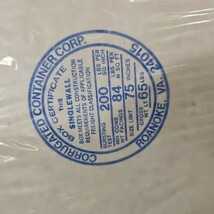 CORRUGATED CONTAINER CORP.
ROANOKE, VA. 24015
BOX CERTIFICATE
THIS
SINGLEWALL
BOX MEETS ALL CONSTRUCTION
REQUIREMENTS OF APPLICABLE
FREIGHT CLASSIFICATION
BURSTING TEST 200 LBS PER SQ IN
MIN COMB WT FACINGS 84 LBS PER M SQ FT
SIZE LIMIT 75 INCHES
GROSS WT LT 65 LBS